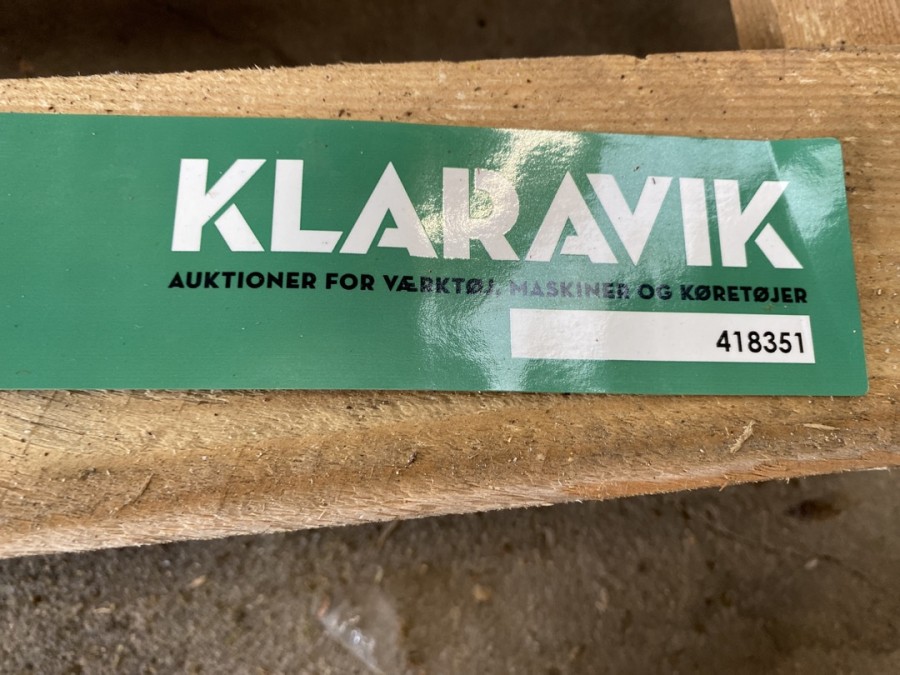 KLARAVIK
AUKTIONER FOR VÆRKTØJ, MASKINER OG KØRETØJER
418351